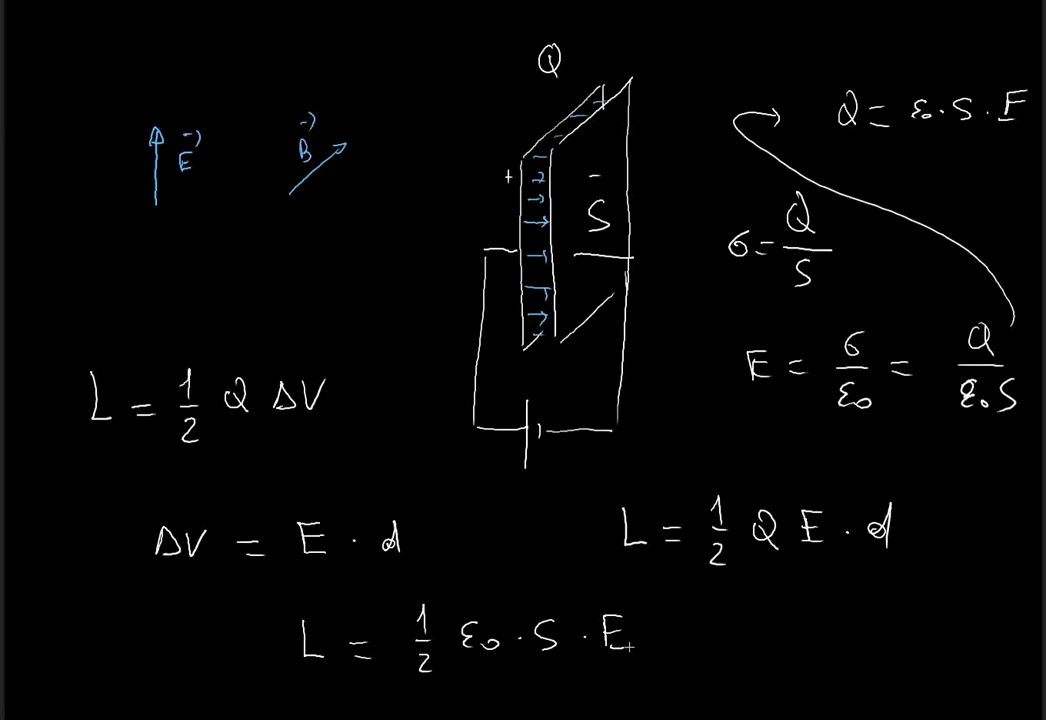 Q
Q = ε₀ · S · E
E⃗
B⃗
+
-
S
σ = Q/S
E = σ/ε₀ = Q/ε₀S
L = 1/2 Q ΔV
ΔV = E · d
L = 1/2 Q E · d
L = 1/2 ε₀ · S · E